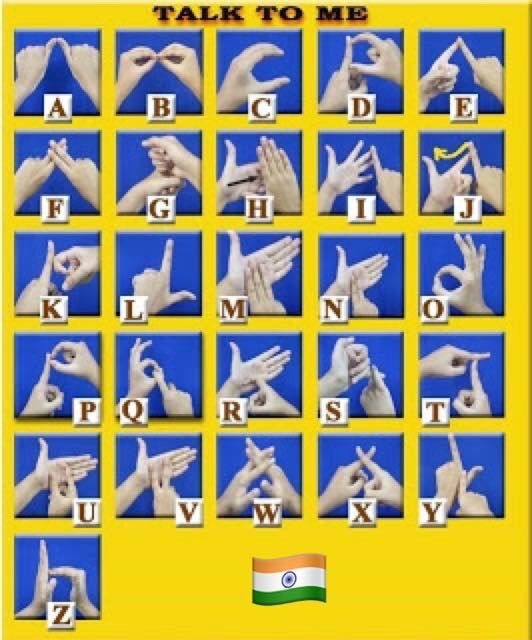 TALK TO ME
A B C D E
F G H I J
K L M N O
P Q R S T
U V W X Y
Z